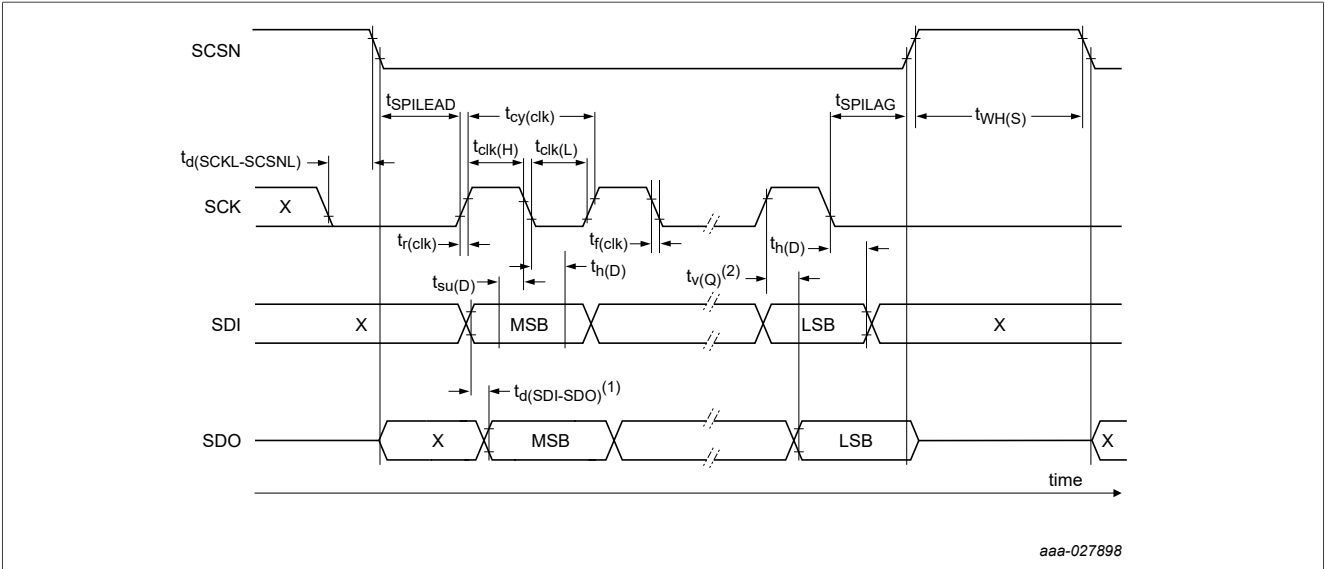 SCSN
tSPILEAD
tcy(clk)
tSPILAG
tWH(S)
tclk(H)
tclk(L)
td(SCKL-SCSNL)
SCK
X
tr(clk)
tf(clk)
th(D)
tsu(D)
th(D)
tv(Q)(2)
SDI
X
MSB
LSB
X
td(SDI-SDO)(1)
SDO
X
MSB
LSB
X
time
aaa-027898